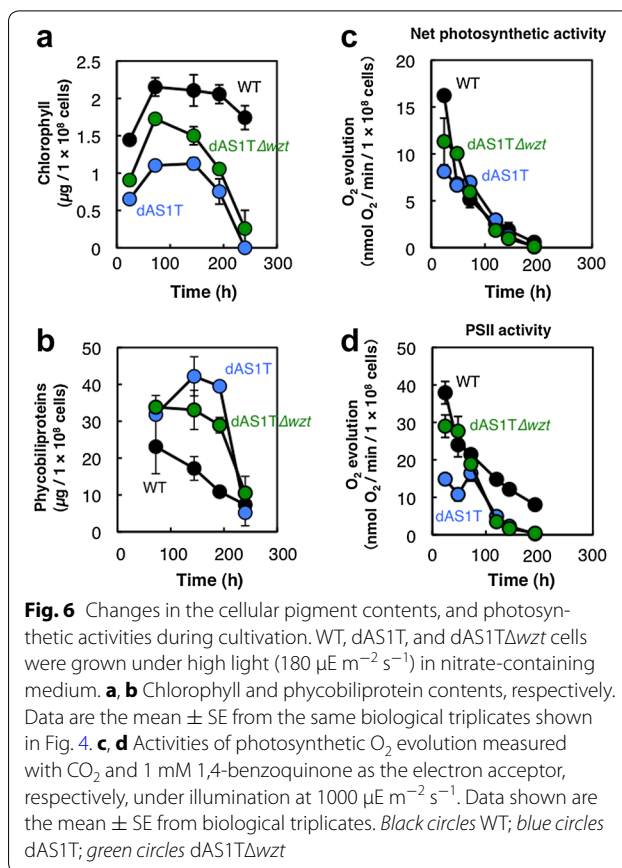 a
Chlorophyll
(µg / 1 × 10⁸ cells)
2.5
2
1.5
1
0.5
0
WT
dAS1TΔwzt
dAS1T
0 100 200 300
Time (h)
c
Net photosynthetic activity
O₂ evolution
(nmol O₂ / min / 1 × 10⁸ cells)
20
15
10
5
0
WT
dAS1TΔwzt
dAS1T
0 100 200 300
Time (h)
b
Phycobiliproteins
(µg / 1 × 10⁸ cells)
50
40
30
20
10
0
dAS1T
dAS1TΔwzt
WT
0 100 200 300
Time (h)
d
PSII activity
O₂ evolution
(nmol O₂ / min / 1 × 10⁸ cells)
50
40
30
20
10
0
WT
dAS1TΔwzt
dAS1T
0 100 200 300
Time (h)
Fig. 6 Changes in the cellular pigment contents, and photosyn-
thetic activities during cultivation. WT, dAS1T, and dAS1TΔwzt cells
were grown under high light (180 µE m⁻² s⁻¹) in nitrate-containing
medium. a, b Chlorophyll and phycobiliprotein contents, respectively.
Data are the mean ± SE from the same biological triplicates shown
in Fig. 4. c, d Activities of photosynthetic O₂ evolution measured
with CO₂ and 1 mM 1,4-benzoquinone as the electron acceptor,
respectively, under illumination at 1000 µE m⁻² s⁻¹. Data shown are
the mean ± SE from biological triplicates. Black circles WT; blue circles
dAS1T; green circles dAS1TΔwzt